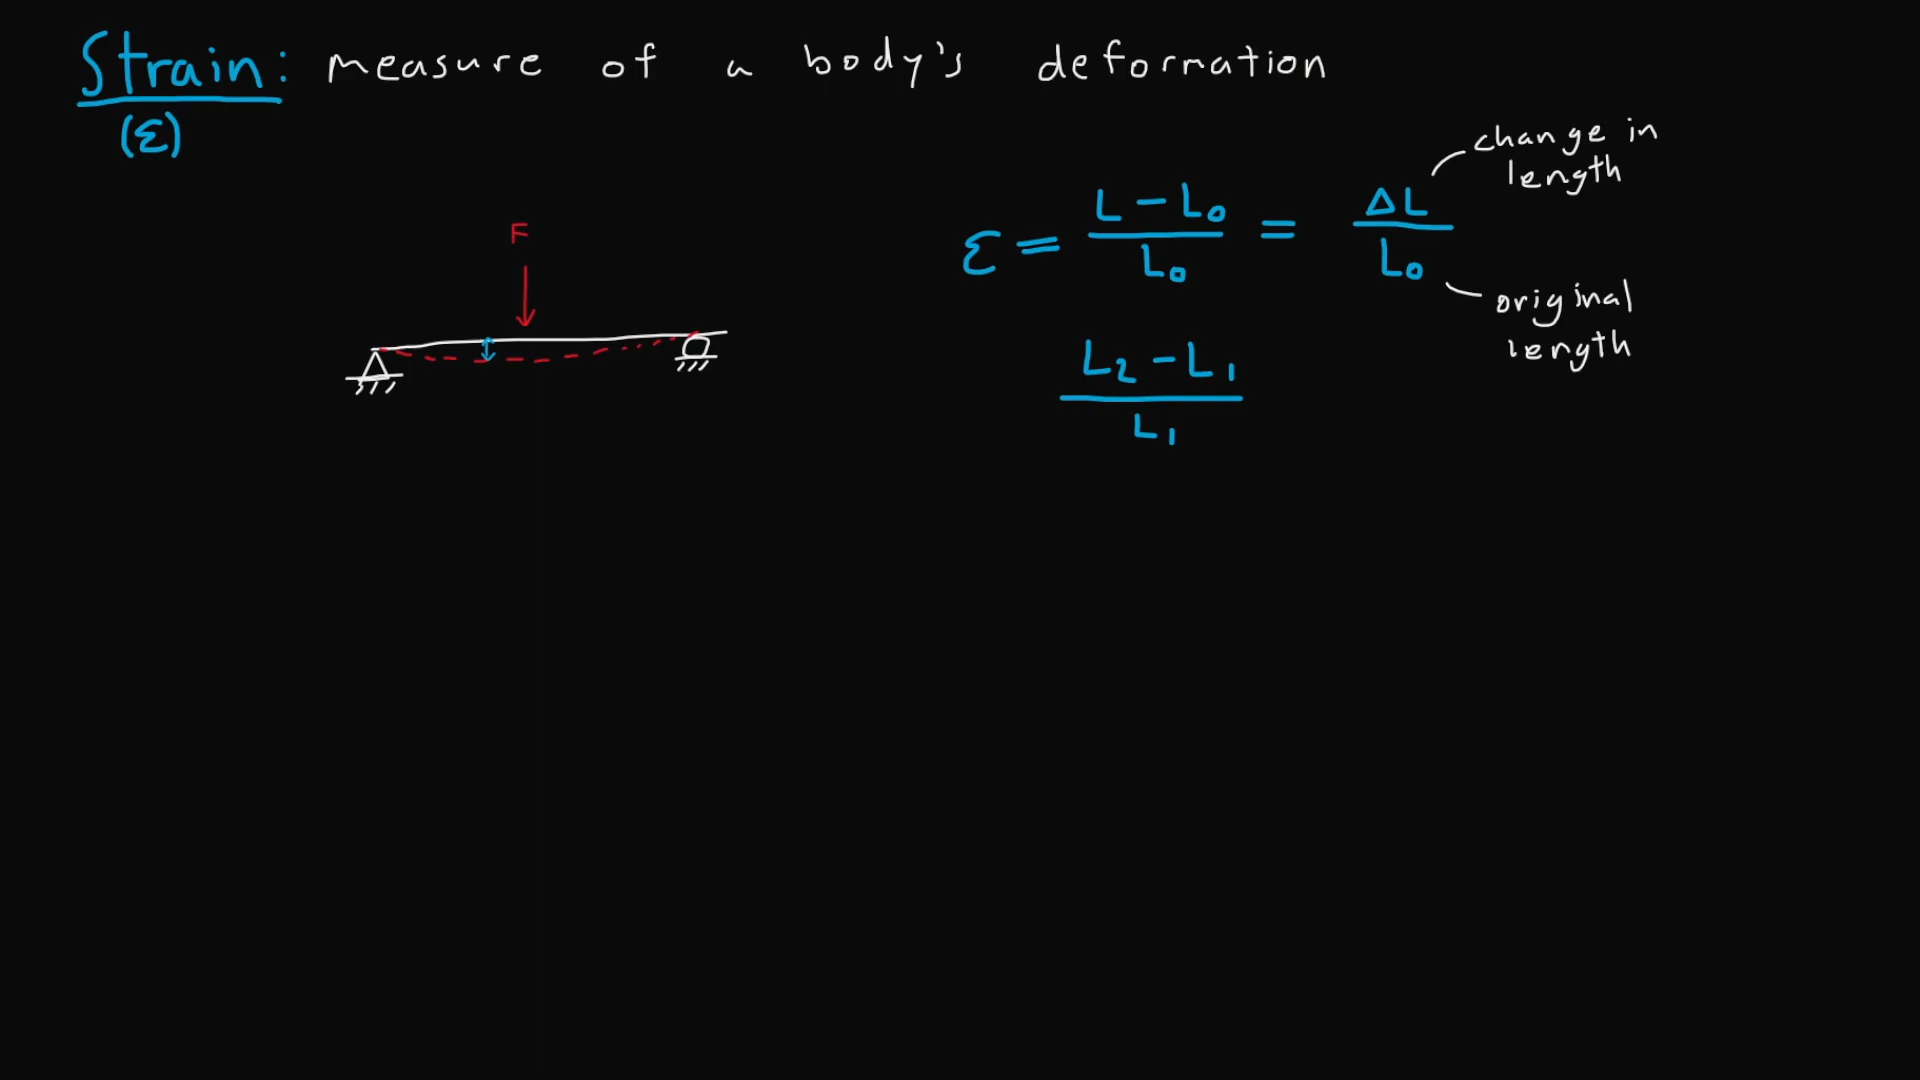 Strain: measure of a body's deformation
(ε)
F
ε = L - L₀ / L₀ = ΔL / L₀
change in
length
original
length
L₂ - L₁ / L₁